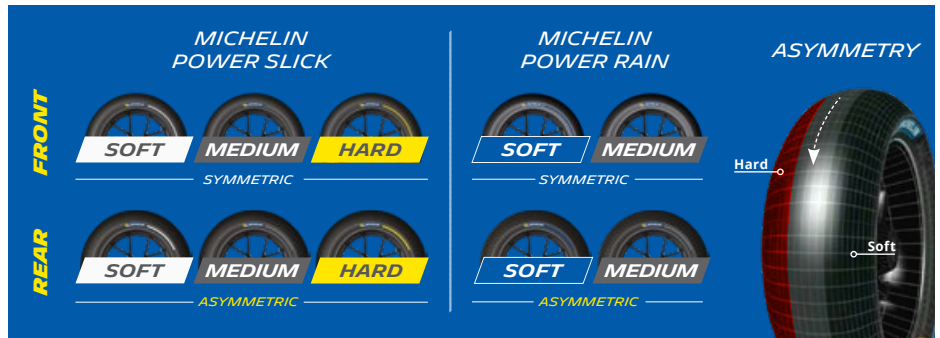 MICHELIN
POWER SLICK
MICHELIN
POWER RAIN
ASYMMETRY
FRONT
SOFT
MEDIUM
HARD
SYMMETRIC
SOFT
MEDIUM
SYMMETRIC
REAR
SOFT
MEDIUM
HARD
ASYMMETRIC
SOFT
MEDIUM
ASYMMETRIC
Hard
Soft